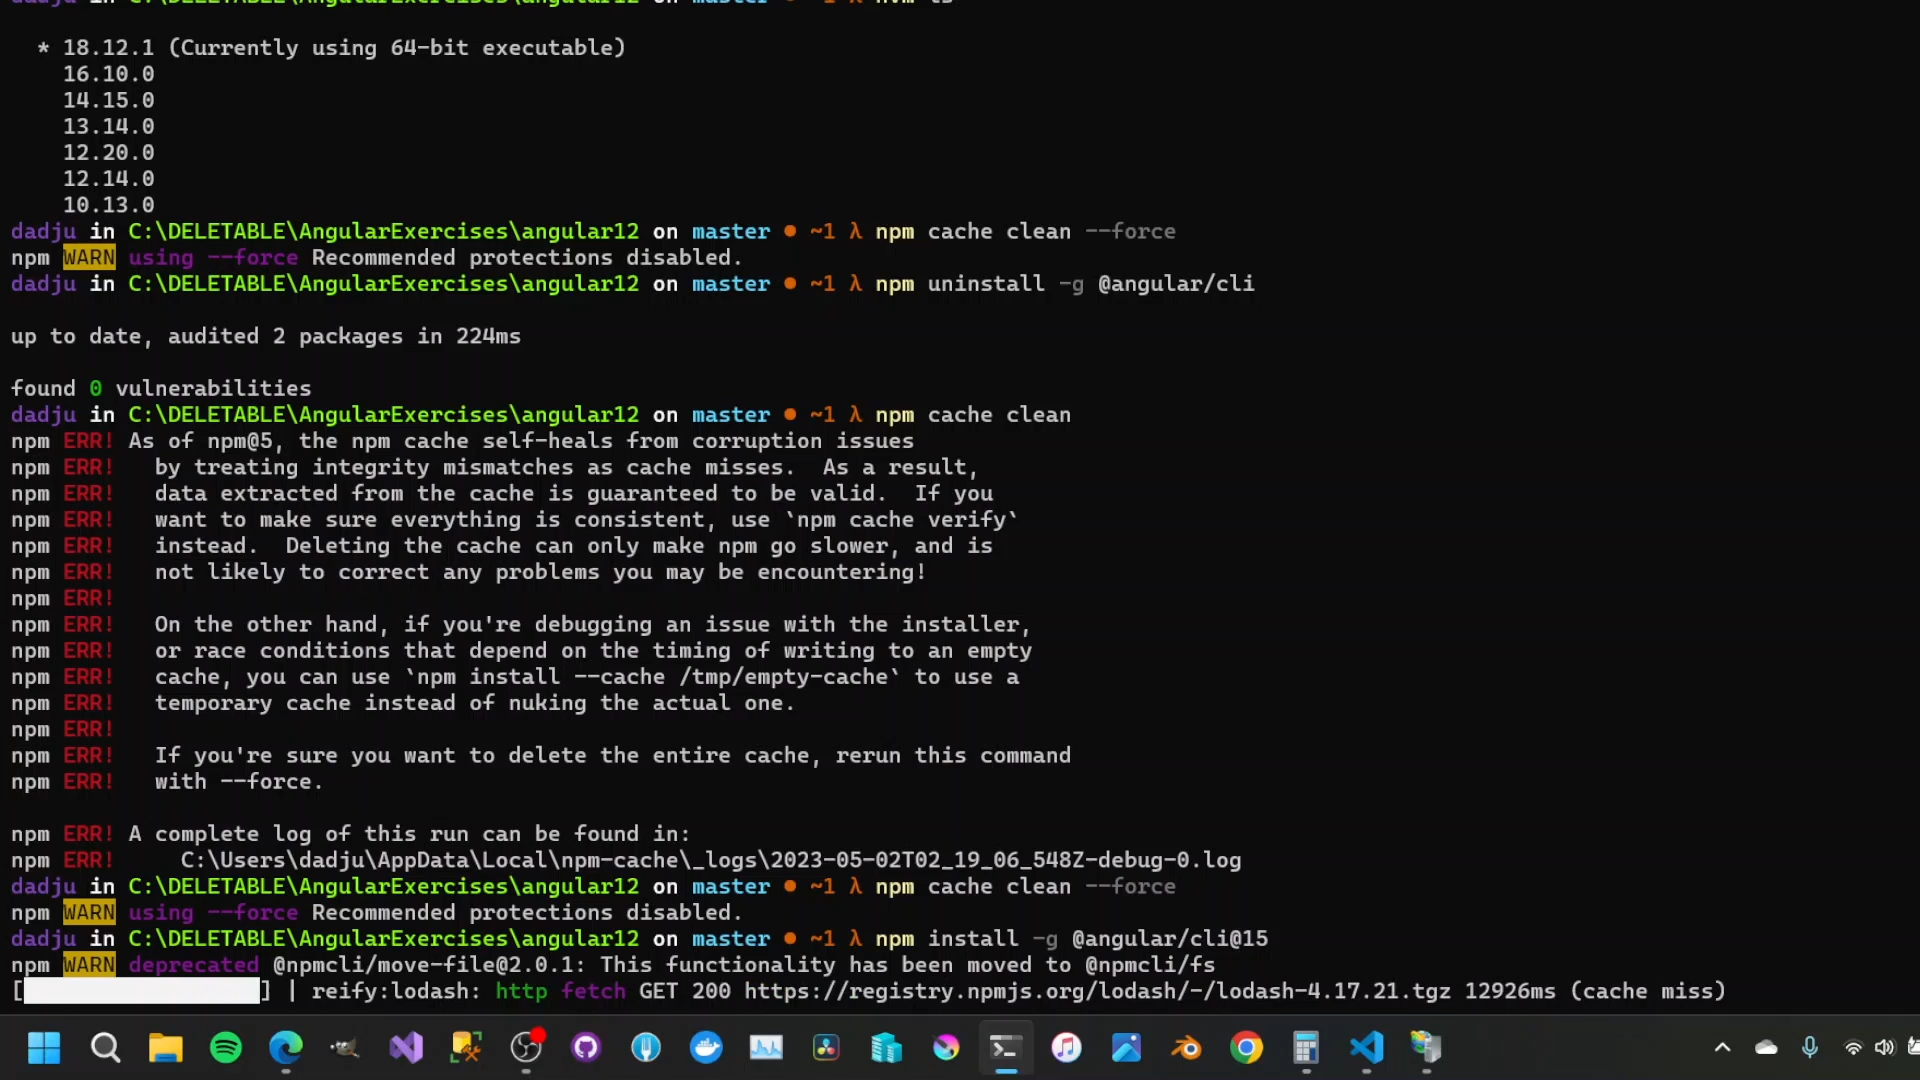 dadju in C:\DELETABLE\AngularExercises\angular12 on master ● ~1 λ nvm ls
* 18.12.1 (Currently using 64-bit executable)
16.10.0
14.15.0
13.14.0
12.20.0
12.14.0
10.13.0
dadju in C:\DELETABLE\AngularExercises\angular12 on master ● ~1 λ npm cache clean --force
npm WARN using --force Recommended protections disabled.
dadju in C:\DELETABLE\AngularExercises\angular12 on master ● ~1 λ npm uninstall -g @angular/cli
up to date, audited 2 packages in 224ms
found 0 vulnerabilities
dadju in C:\DELETABLE\AngularExercises\angular12 on master ● ~1 λ npm cache clean
npm ERR! As of npm@5, the npm cache self-heals from corruption issues
npm ERR! by treating integrity mismatches as cache misses. As a result,
npm ERR! data extracted from the cache is guaranteed to be valid. If you
npm ERR! want to make sure everything is consistent, use `npm cache verify`
npm ERR! instead. Deleting the cache can only make npm go slower, and is
npm ERR! not likely to correct any problems you may be encountering!
npm ERR!
npm ERR! On the other hand, if you're debugging an issue with the installer,
npm ERR! or race conditions that depend on the timing of writing to an empty
npm ERR! cache, you can use `npm install --cache /tmp/empty-cache` to use a
npm ERR! temporary cache instead of nuking the actual one.
npm ERR!
npm ERR! If you're sure you want to delete the entire cache, rerun this command
npm ERR! with --force.
npm ERR! A complete log of this run can be found in:
npm ERR! C:\Users\dadju\AppData\Local\npm-cache\_logs\2023-05-02T02_19_06_548Z-debug-0.log
dadju in C:\DELETABLE\AngularExercises\angular12 on master ● ~1 λ npm cache clean --force
npm WARN using --force Recommended protections disabled.
dadju in C:\DELETABLE\AngularExercises\angular12 on master ● ~1 λ npm install -g @angular/cli@15
npm WARN deprecated @npmcli/move-file@2.0.1: This functionality has been moved to @npmcli/fs
[ ] | reify:lodash: http fetch GET 200 https://registry.npmjs.org/lodash/-/lodash-4.17.21.tgz 12926ms (cache miss)